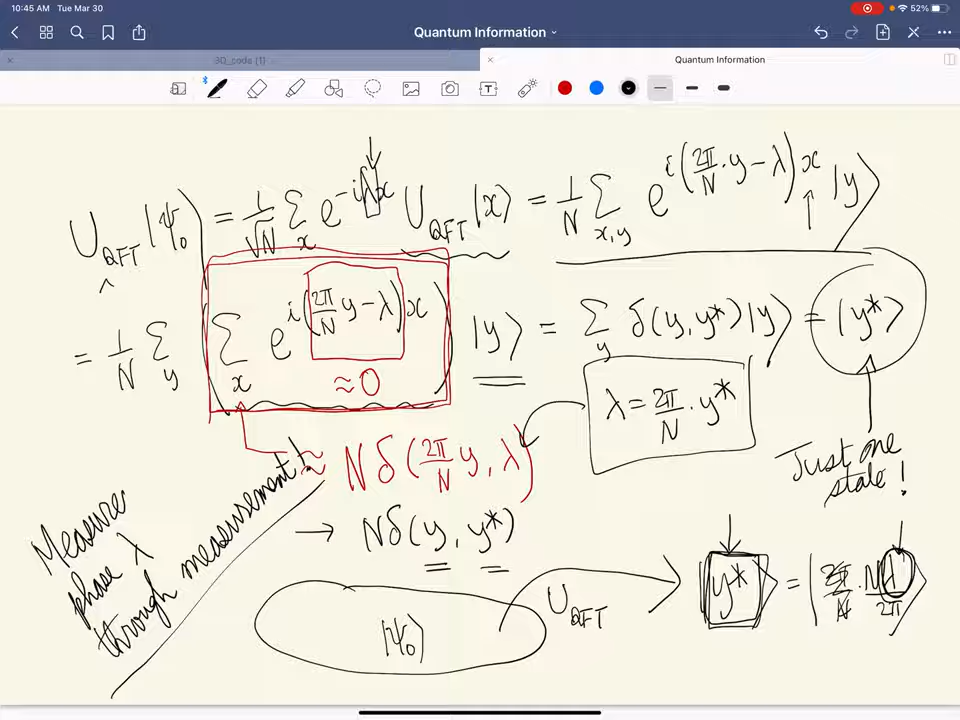 10:45 AM Tue Mar 30
52%
Quantum Information
3D_code (1)
Quantum Information
U_QFT |ψ₀⟩ = 1/√N Σ_x e^{-iλx} U_QFT |x⟩ = 1/N Σ_{x,y} e^{i(2π/N · y − λ)x} |y⟩
= 1/N Σ_y ( Σ_x e^{i(2π/N y − λ)x} ) |y⟩ = Σ_y δ(y, y*) |y⟩ = |y*⟩
≈ 0
λ = 2π/N · y*
≈ N δ(2π/N y, λ)
Just one
state!
→ N δ(y, y*)
Measure
phase λ
through measurement!
|ψ₀⟩
U_QFT
|y*⟩ = | 2π/N · Nλ/2π ⟩